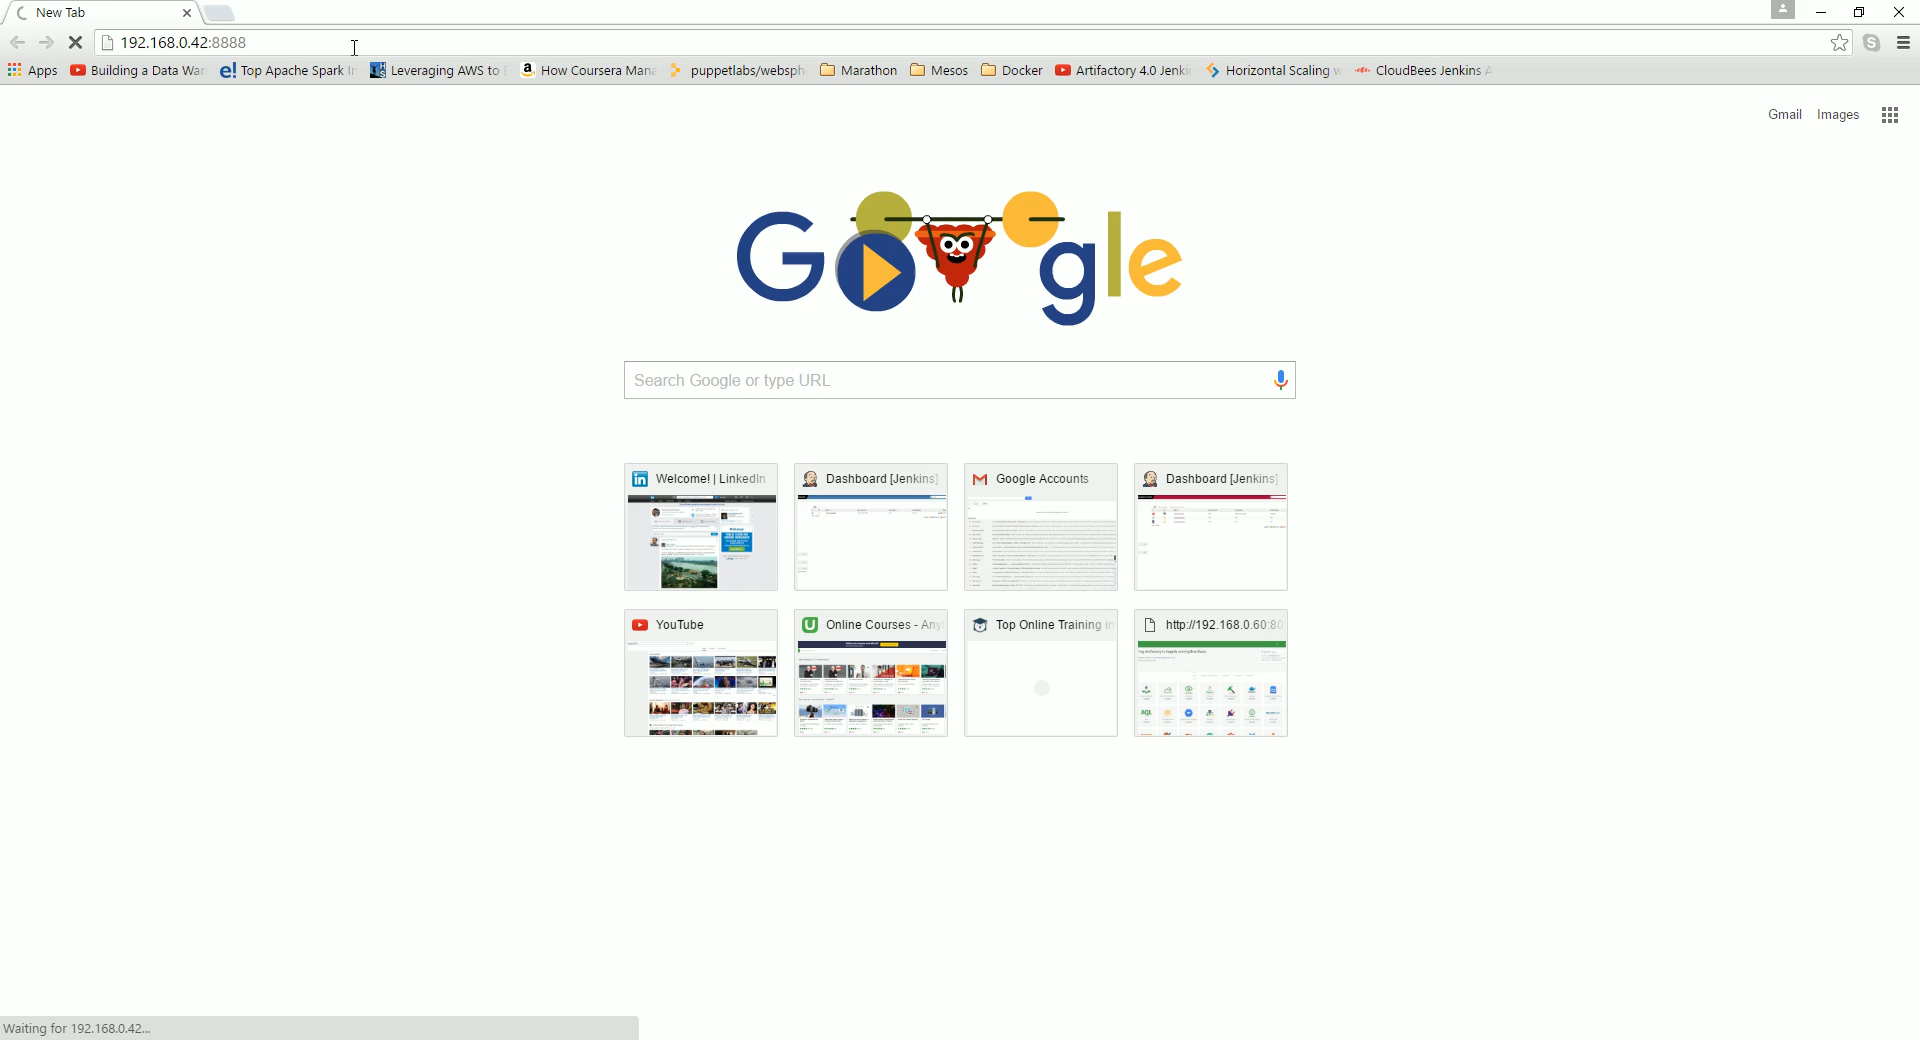 New Tab
192.168.0.42:8888
Apps Building a Data War Top Apache Spark In Leveraging AWS to How Coursera Mana puppetlabs/websph Marathon Mesos Docker Artifactory 4.0 Jenki Horizontal Scaling w CloudBees Jenkins A
Gmail Images
Google
Search Google or type URL
Welcome! | LinkedIn Dashboard [Jenkins] Google Accounts Dashboard [Jenkins]
YouTube Online Courses - Any Top Online Training in http://192.168.0.60:80
AQL
Waiting for 192.168.0.42...